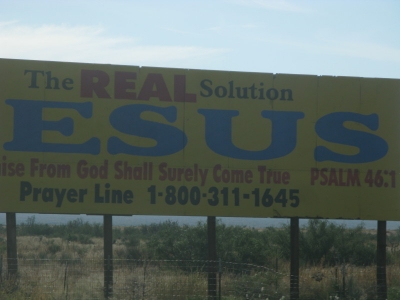 The REAL Solution
ESUS
ise From God Shall Surely Come True PSALM 46:1
Prayer Line 1-800-311-1645